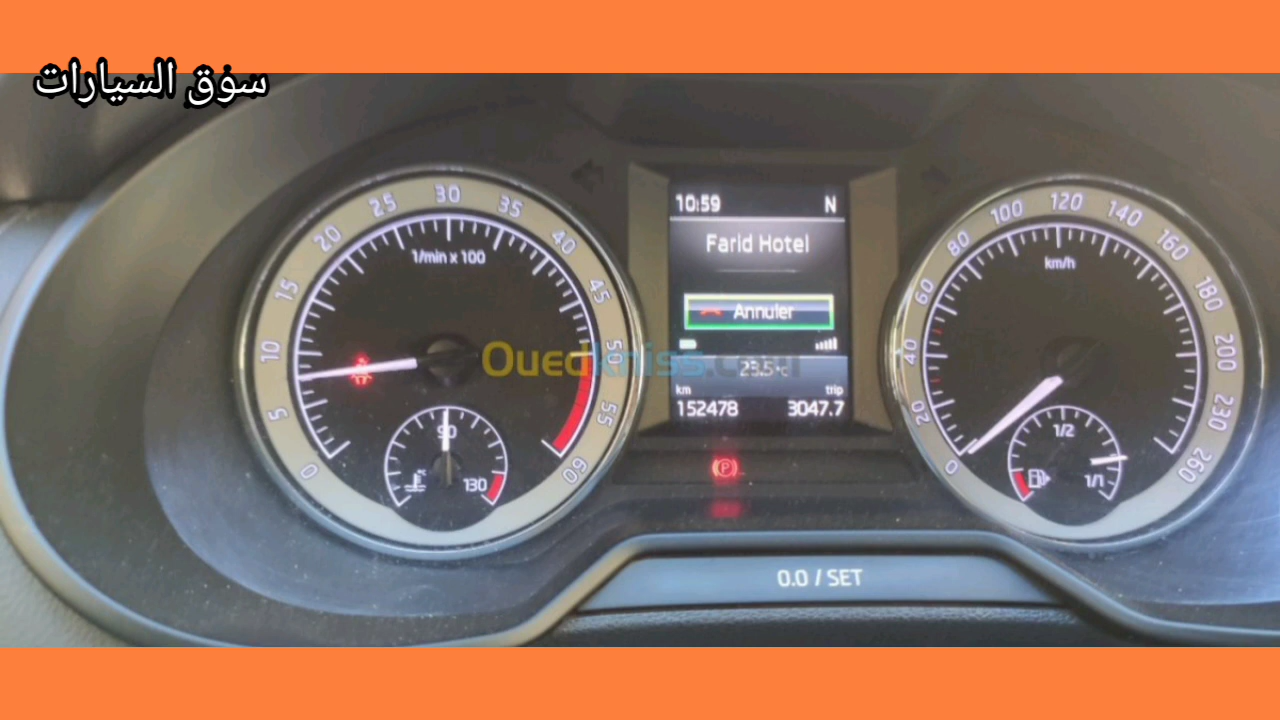 سوق السيارات
10:59 N
Farid Hotel
Annuler
23.5°C
km trip
152478 3047.7
0 5 10 15 20 25 30 35 40 45 50 55 60
1/min x 100
90
130
°C
0 20 40 60 80 100 120 140 160 180 200 230 260
km/h
1/2
1/1
P
0.0 / SET
Ouedkniss.com